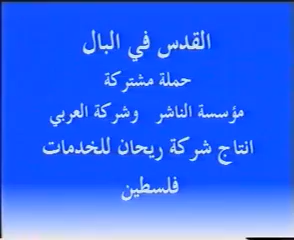 القدس في البال
حملة مشتركة
مؤسسة الناشر وشركة العربي
انتاج شركة ريحان للخدمات
فلسطين